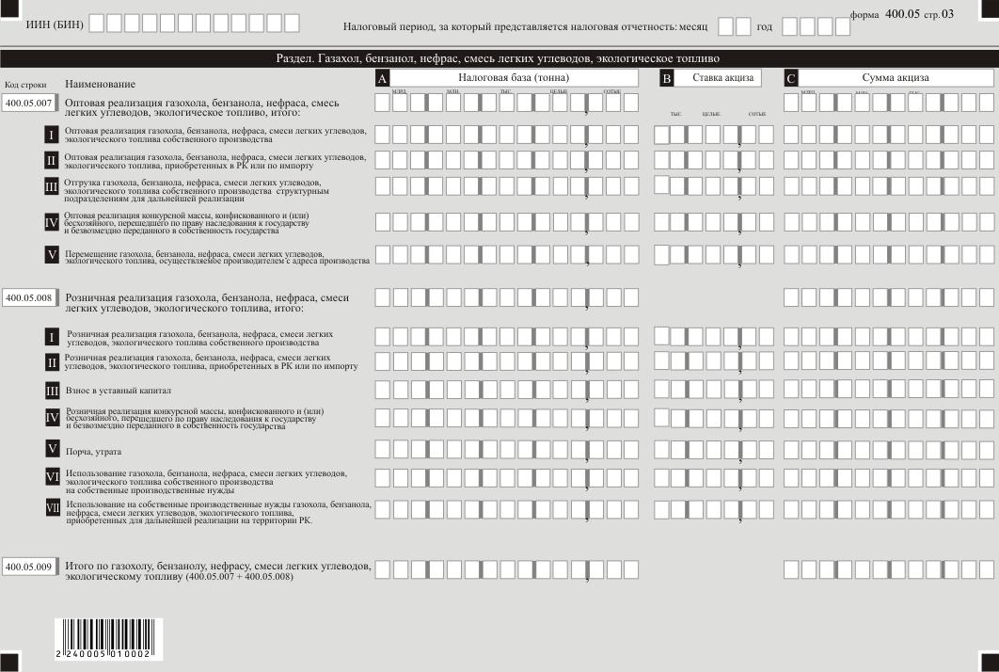 форма 400.05 стр.03
ИИН (БИН)
Налоговый период, за который представляется налоговая отчетность: месяц год
Раздел. Газахол, бензанол, нефрас, смесь легких углеводов, экологическое топливо
Код строки Наименование A Налоговая база (тонна) B Ставка акциза C Сумма акциза
МЛРД. МЛН. ТЫС. ЦЕЛЫЕ СОТЫЕ МЛРД. МЛН. ТЫС.
400.05.007 Оптовая реализация газохола, бензанола, нефраса, смесь
легких углеводов, экологическое топливо, итого:
ТЫС. ЦЕЛЫЕ СОТЫЕ
I Оптовая реализация газохола, бензанола, нефраса, смеси легких углеводов,
экологического топлива собственного производства
II Оптовая реализация газохола, бензанола, нефраса, смеси легких углеводов,
экологического топлива, приобретенных в РК или по импорту
III Отгрузка газохола, бензанола, нефраса, смеси легких углеводов,
экологического топлива собственного производства структурным
подразделениям для дальнейшей реализации
IV Оптовая реализация конкурсной массы, конфискованного и (или)
бесхозяйного, перешедшего по праву наследования к государству
и безвозмездно переданного в собственность государства
V Перемещение газохола, бензанола, нефраса, смеси легких углеводов,
экологического топлива, осуществляемое производителем с адреса производства
400.05.008 Розничная реализация газохола, бензанола, нефраса, смеси
легких углеводов, экологического топлива, итого:
I Розничная реализация газохола, бензанола, нефраса, смеси легких
углеводов, экологического топлива собственного производства
II Розничная реализация газохола, бензанола, нефраса, смеси легких
углеводов, экологического топлива, приобретенных в РК или по импорту
III Взнос в уставный капитал
IV Розничная реализация конкурсной массы, конфискованного и (или)
бесхозяйного, перешедшего по праву наследования к государству
и безвозмездно переданного в собственность государства
V Порча, утрата
VI Использование газохола, бензанола, нефраса, смеси легких углеводов,
экологического топлива собственного производства
на собственные производственные нужды
VII Использование на собственные производственные нужды газохола, бензанола,
нефраса, смеси легких углеводов, экологического топлива,
приобретенных для дальнейшей реализации на территории РК.
400.05.009 Итого по газохолу, бензанолу, нефрасу, смеси легких углеводов,
экологическому топливу (400.05.007 + 400.05.008)
2 240005 010002